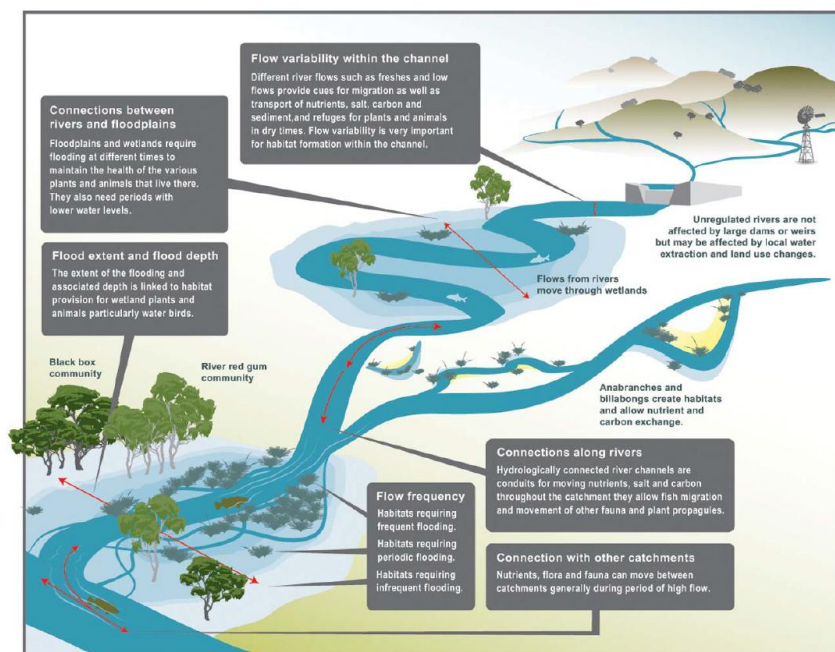 Flow variability within the channel
Different river flows such as freshes and low
flows provide cues for migration as well as
transport of nutrients, salt, carbon and
sediment,and refuges for plants and animals
in dry times. Flow variability is very important
for habitat formation within the channel.
Connections between
rivers and floodplains
Floodplains and wetlands require
flooding at different times to
maintain the health of the various
plants and animals that live there.
They also need periods with
lower water levels.
Unregulated rivers are not
affected by large dams or weirs
but may be affected by local water
extraction and land use changes.
Flood extent and flood depth
The extent of the flooding and
associated depth is linked to habitat
provision for wetland plants and
animals particularly water birds.
Flows from rivers
move through wetlands
Black box
community
River red gum
community
Anabranches and
billabongs create habitats
and allow nutrient and
carbon exchange.
Connections along rivers
Hydrologically connected river channels are
conduits for moving nutrients, salt and carbon
throughout the catchment they allow fish migration
and movement of other fauna and plant propagules.
Flow frequency
Habitats requiring
frequent flooding.
Habitats requiring
periodic flooding.
Habitats requiring
infrequent flooding.
Connection with other catchments
Nutrients, flora and fauna can move between
catchments generally during period of high flow.